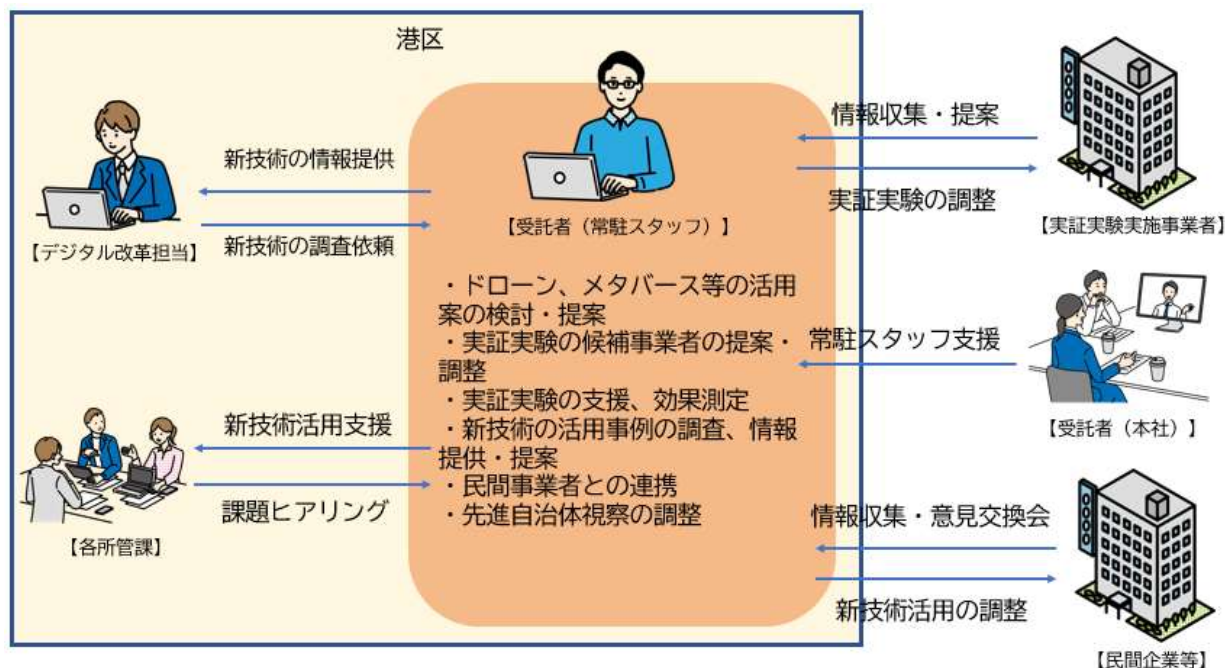 港区
新技術の情報提供
新技術の調査依頼
【デジタル改革担当】
新技術活用支援
課題ヒアリング
【各所管課】
【受託者（常駐スタッフ）】
・ドローン、メタバース等の活用
案の検討・提案
・実証実験の候補事業者の提案・
調整
・実証実験の支援、効果測定
・新技術の活用事例の調査、情報
提供・提案
・民間事業者との連携
・先進自治体視察の調整
情報収集・提案
実証実験の調整
【実証実験実施事業者】
常駐スタッフ支援
【受託者（本社）】
情報収集・意見交換会
新技術活用の調整
【民間企業等】